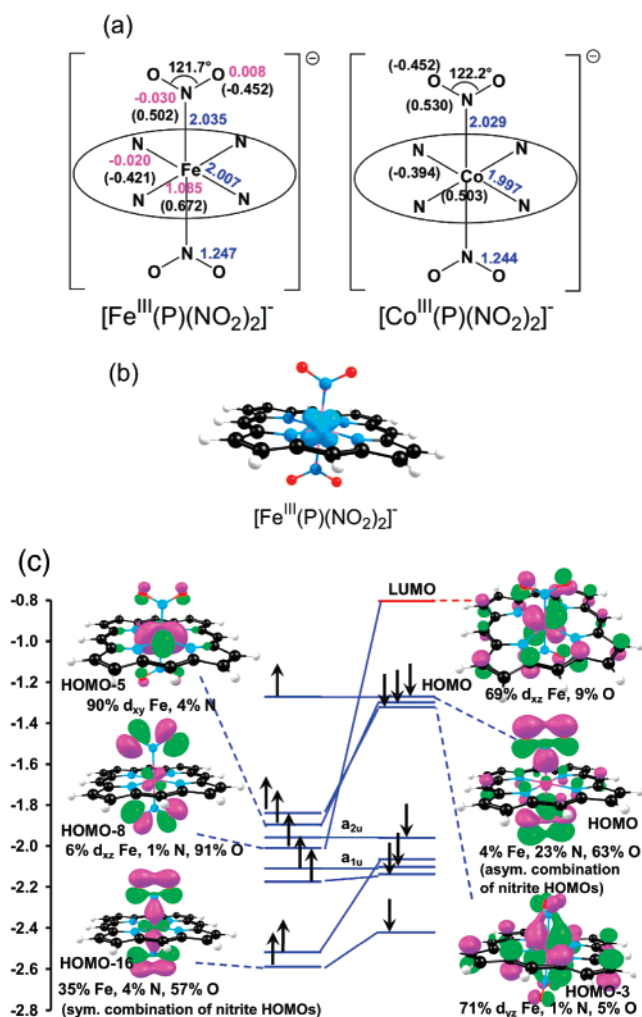 (a)
121.7°
O O 0.008
-0.030 N (-0.452)
(0.502)
2.035
N N
-0.020
(-0.421) Fe 2.007
1.085
N (0.672) N
N 1.247
O O
⊖
[Fe^III(P)(NO2)2]^-
(-0.452)
O O
122.2°
N
(0.530)
2.029
N N
(-0.394) Co 1.997
(0.503)
N N
N 1.244
O O
⊖
[Co^III(P)(NO2)2]^-
(b)
[Fe^III(P)(NO2)2]^-
(c)
-0.8
-1.0
-1.2
-1.4
-1.6
-1.8
-2.0
-2.2
-2.4
-2.6
-2.8
HOMO-5
90% dxy Fe, 4% N
HOMO-8
6% dxz Fe, 1% N, 91% O
HOMO-16
35% Fe, 4% N, 57% O
(sym. combination of nitrite HOMOs)
a2u
a1u
LUMO
HOMO
69% dxz Fe, 9% O
HOMO
4% Fe, 23% N, 63% O
(asym. combination
of nitrite HOMOs)
HOMO-3
71% dyz Fe, 1% N, 5% O